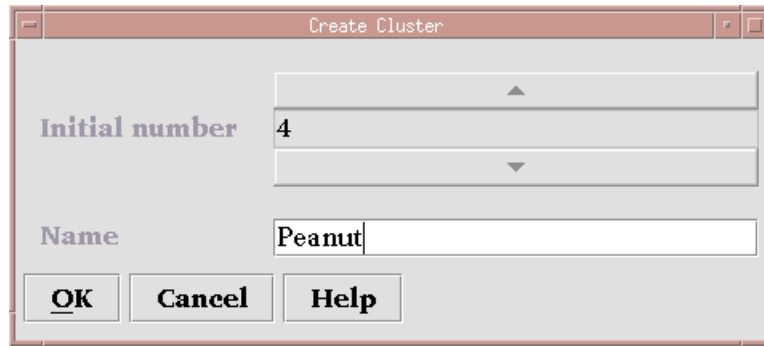 Create Cluster
Initial number 4
Name Peanut
OK Cancel Help